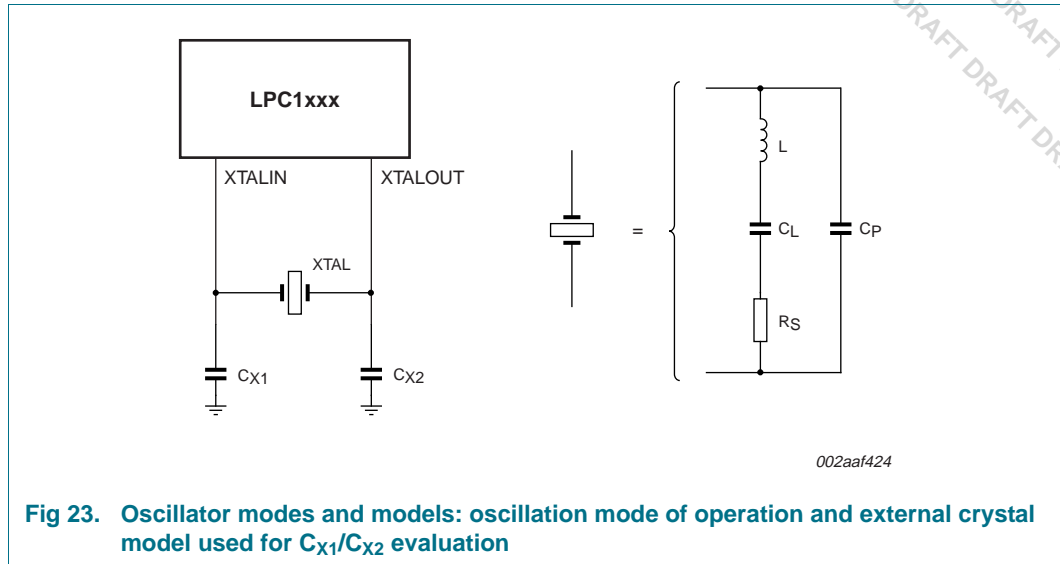 DRAFT DRAFT DRAFT
DRAFT
LPC1xxx
XTALIN XTALOUT
XTAL
CX1 CX2
=
L
CL CP
RS
002aaf424
Fig 23. Oscillator modes and models: oscillation mode of operation and external crystal
model used for CX1/CX2 evaluation